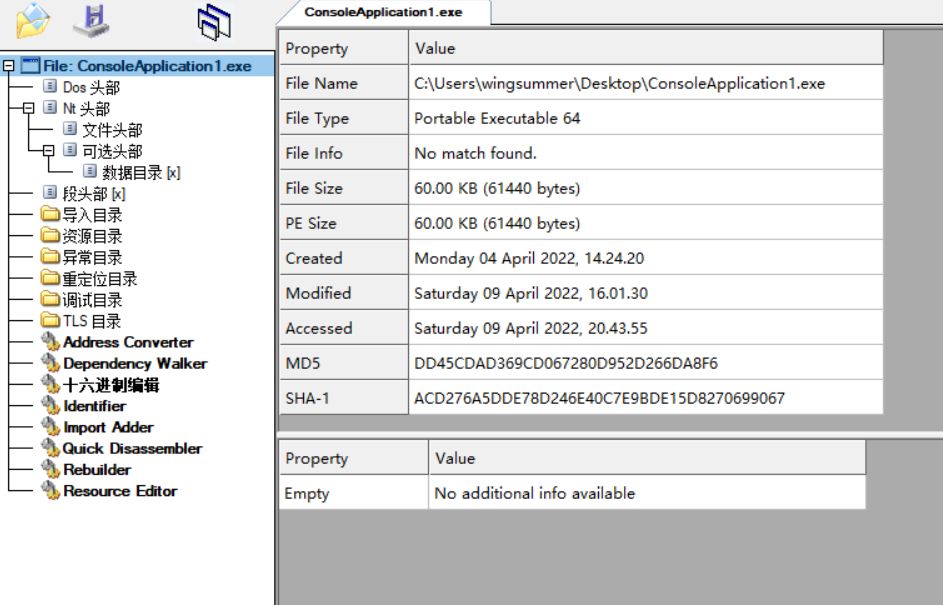 ConsoleApplication1.exe
File: ConsoleApplication1.exe
Dos 头部
Nt 头部
文件头部
可选头部
数据目录 [x]
段头部 [x]
导入目录
资源目录
异常目录
重定位目录
调试目录
TLS 目录
Address Converter
Dependency Walker
十六进制编辑
Identifier
Import Adder
Quick Disassembler
Rebuilder
Resource Editor
Property Value
File Name C:\Users\wingsummer\Desktop\ConsoleApplication1.exe
File Type Portable Executable 64
File Info No match found.
File Size 60.00 KB (61440 bytes)
PE Size 60.00 KB (61440 bytes)
Created Monday 04 April 2022, 14.24.20
Modified Saturday 09 April 2022, 16.01.30
Accessed Saturday 09 April 2022, 20.43.55
MD5 DD45CDAD369CD067280D952D266DA8F6
SHA-1 ACD276A5DDE78D246E40C7E9BDE15D8270699067
Property Value
Empty No additional info available